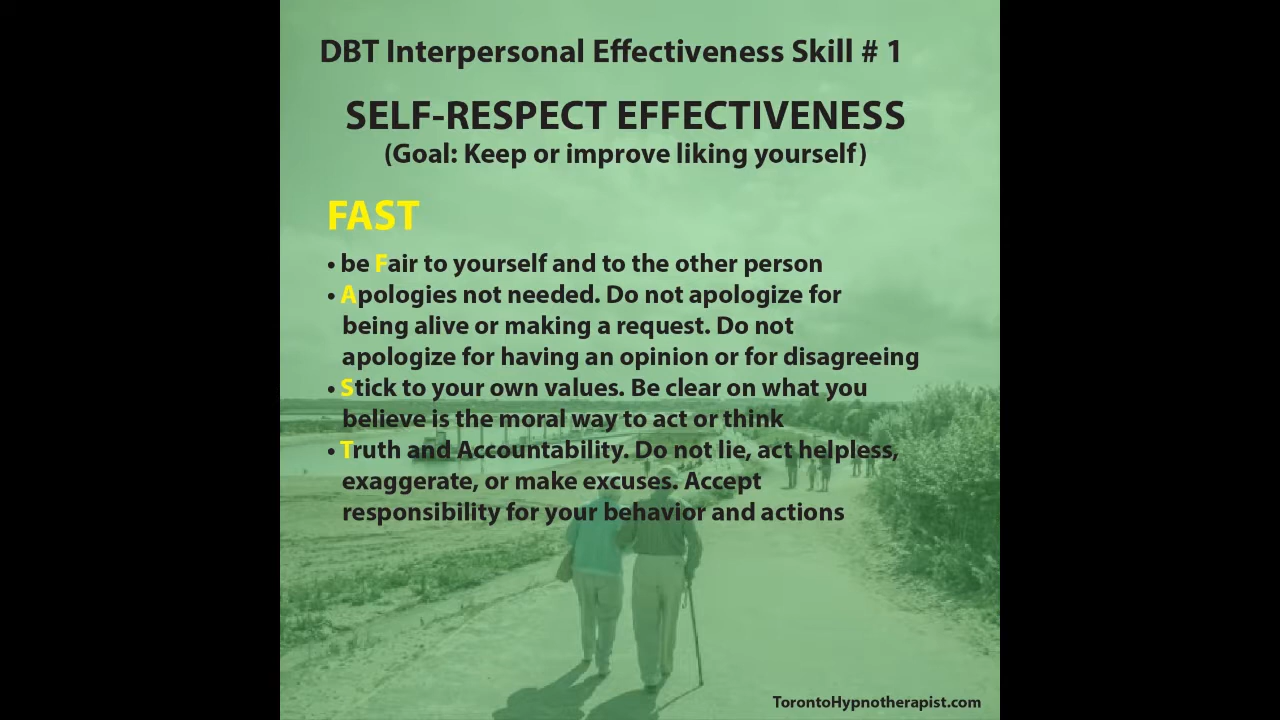 DBT Interpersonal Effectiveness Skill # 1
SELF-RESPECT EFFECTIVENESS
(Goal: Keep or improve liking yourself)
FAST
• be Fair to yourself and to the other person
• Apologies not needed. Do not apologize for
being alive or making a request. Do not
apologize for having an opinion or for disagreeing
• Stick to your own values. Be clear on what you
believe is the moral way to act or think
• Truth and Accountability. Do not lie, act helpless,
exaggerate, or make excuses. Accept
responsibility for your behavior and actions
TorontoHypnotherapist.com